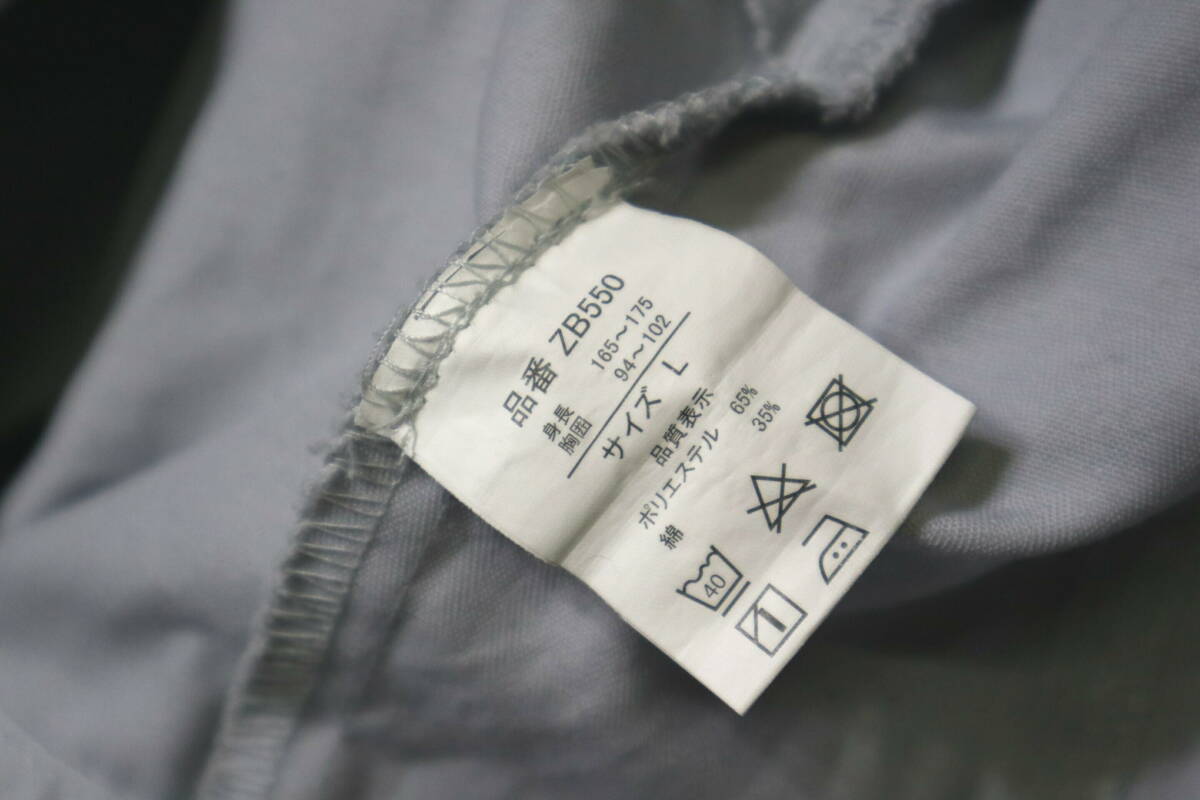 品番 ZB550
身長 165～175
胸囲 94～102
サイズ L
品質表示
ポリエステル 65%
綿 35%
40